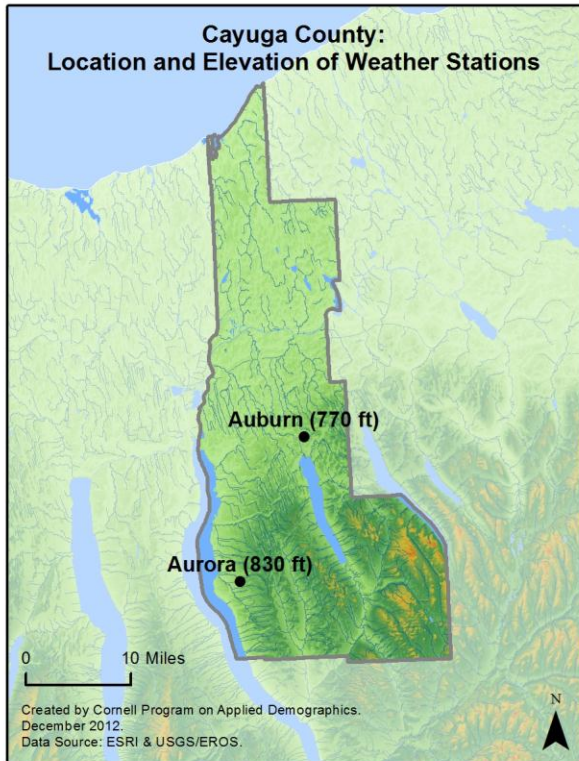 Cayuga County:
Location and Elevation of Weather Stations
Auburn (770 ft)
Aurora (830 ft)
0 10 Miles
Created by Cornell Program on Applied Demographics.
December 2012.
Data Source: ESRI & USGS/EROS.
N